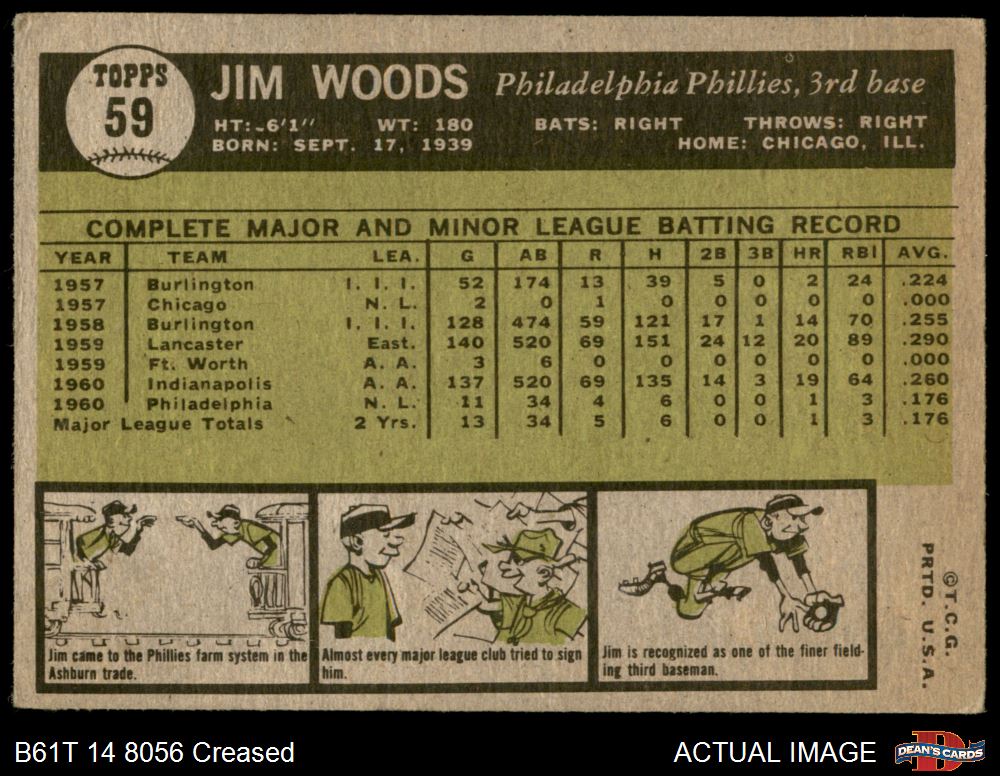 TOPPS
59
JIM WOODS Philadelphia Phillies, 3rd base
HT: 6'1" WT: 180 BATS: RIGHT THROWS: RIGHT
BORN: SEPT. 17, 1939 HOME: CHICAGO, ILL.
COMPLETE MAJOR AND MINOR LEAGUE BATTING RECORD
YEAR TEAM LEA. G AB R H 2B 3B HR RBI AVG.
1957 Burlington I. I. I. 52 174 13 39 5 0 2 24 .224
1957 Chicago N. L. 2 0 1 0 0 0 0 0 .000
1958 Burlington I. I. I. 128 474 59 121 17 1 14 70 .255
1959 Lancaster East. 140 520 69 151 24 12 20 89 .290
1959 Ft. Worth A. A. 3 6 0 0 0 0 0 0 .000
1960 Indianapolis A. A. 137 520 69 135 14 3 19 64 .260
1960 Philadelphia N. L. 11 34 4 6 0 0 1 3 .176
Major League Totals 2 Yrs. 13 34 5 6 0 0 1 3 .176
Jim came to the Phillies farm system in the
Ashburn trade.
Almost every major league club tried to sign
him.
Jim is recognized as one of the finer field-
ing third baseman.
©T.C.G.
PRTD. U.S.A.
B61T 14 8056 Creased
ACTUAL IMAGE
DEAN'S CARDS